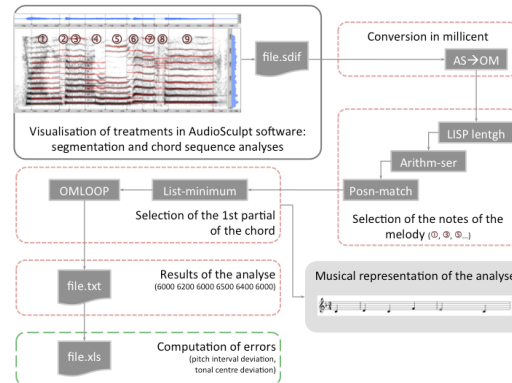 ① ② ③ ④ ⑤ ⑥ ⑦ ⑧ ⑨
file.sdif
Conversion in millicent
AS→OM
Visualisation of treatments in AudioSculpt software:
segmentation and chord sequence analyses
LISP lentgh
Arithm-ser
Posn-match
Selection of the notes of the
melody (①, ③, ⑤...)
OMLOOP
List-minimum
Selection of the 1st partial
of the chord
file.txt
Results of the analyse
(6000 6200 6000 6500 6400 6000)
Musical representation of the analyse
file.xls
Computation of errors
(pitch interval deviation,
tonal centre deviation)